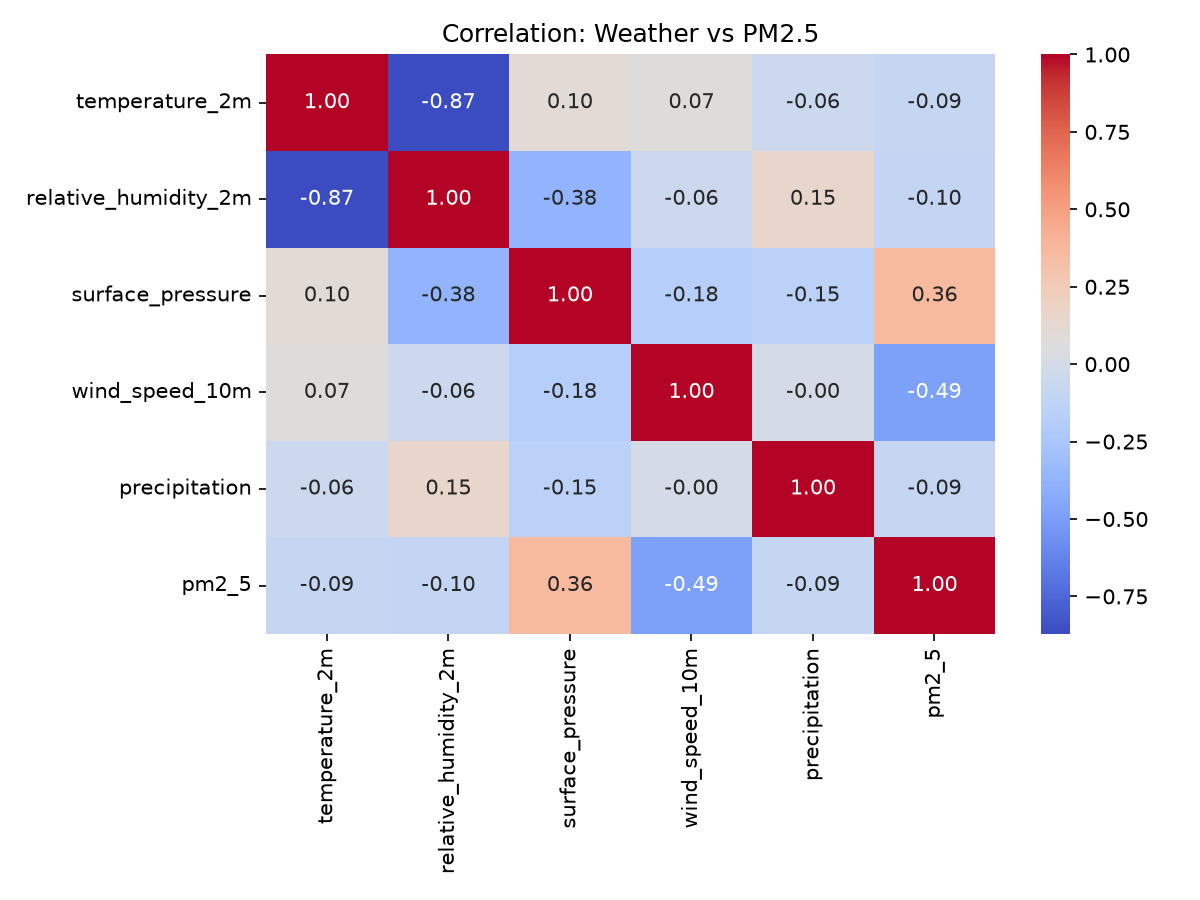 Correlation: Weather vs PM2.5
temperature_2m 1.00 -0.87 0.10 0.07 -0.06 -0.09
relative_humidity_2m -0.87 1.00 -0.38 -0.06 0.15 -0.10
surface_pressure 0.10 -0.38 1.00 -0.18 -0.15 0.36
wind_speed_10m 0.07 -0.06 -0.18 1.00 -0.00 -0.49
precipitation -0.06 0.15 -0.15 -0.00 1.00 -0.09
pm2_5 -0.09 -0.10 0.36 -0.49 -0.09 1.00
temperature_2m
relative_humidity_2m
surface_pressure
wind_speed_10m
precipitation
pm2_5
1.00
0.75
0.50
0.25
0.00
−0.25
−0.50
−0.75